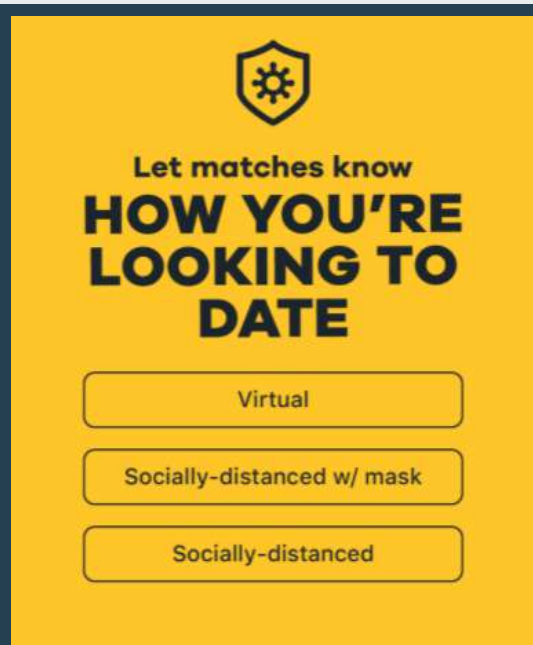 Let matches know
HOW YOU'RE
LOOKING TO
DATE
Virtual
Socially-distanced w/ mask
Socially-distanced